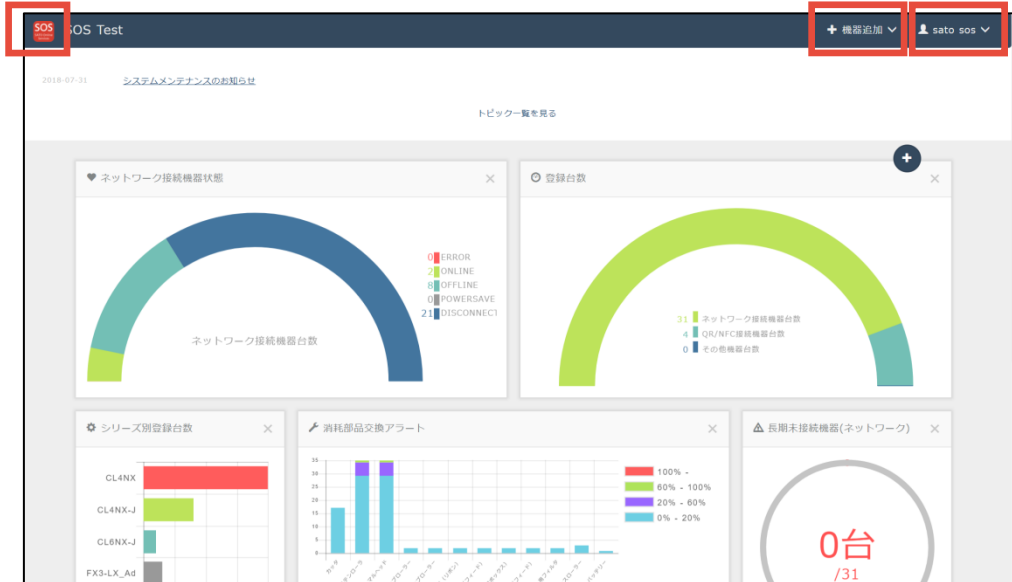 SOS
SOS Test
機器追加
sato sos
2018-07-31 システムメンテナンスのお知らせ
トピック一覧を見る
ネットワーク接続機器状態
登録台数
0 ERROR
2 ONLINE
8 OFFLINE
0 POWERSAVE
21 DISCONNECT
ネットワーク接続機器台数
31 ネットワーク接続機器台数
4 QR/NFC接続機器台数
0 その他機器台数
シリーズ別登録台数
消耗部品交換アラート
長期未接続機器(ネットワーク)
CL4NX
CL4NX-J
CL6NX-J
FX3-LX_Ad
35
30
25
20
15
10
5
0
カッタ
100% -
60% - 100%
20% - 60%
0% - 20%
0台
/31